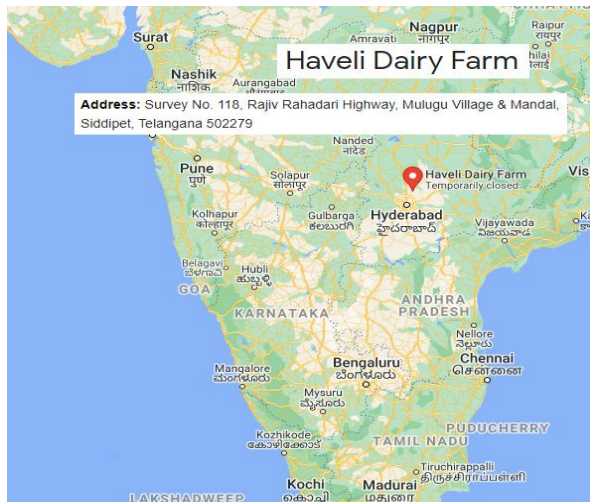 Surat
Amravati
Nagpur
नागपुर
Raipur
Nashik
नाशिक
Aurangabad
Haveli Dairy Farm
Address: Survey No. 118, Rajiv Rahadari Highway, Mulugu Village & Mandal,
Siddipet, Telangana 502279
Nanded
नांदेड
Pune
पुणे
Solapur
सोलापूर
Haveli Dairy Farm
Temporarily closed
Kolhapur
कोल्हापूर
Gulbarga
ಕಲಬುರಗಿ
Hyderabad
హైదరాబాద్
Vijayawada
విజయవాడ
Belagavi
ಬೆಳಗಾವಿ
Hubli
ಹುಬ್ಬಳ್ಳಿ
GOA
KARNATAKA
ANDHRA
PRADESH
Nellore
నెల్లూరు
Bengaluru
ಬೆಂಗಳೂರು
Chennai
சென்னை
Mangalore
ಮಂಗಳೂರು
Mysuru
ಮೈಸೂರು
Kozhikode
കോഴിക്കോട്
PUDUCHERRY
TAMIL NADU
Tiruchirappalli
திருச்சிராப்பள்ளி
Kochi
കൊച്ചി
Madurai
மதுரை
LAKSHADWEEP